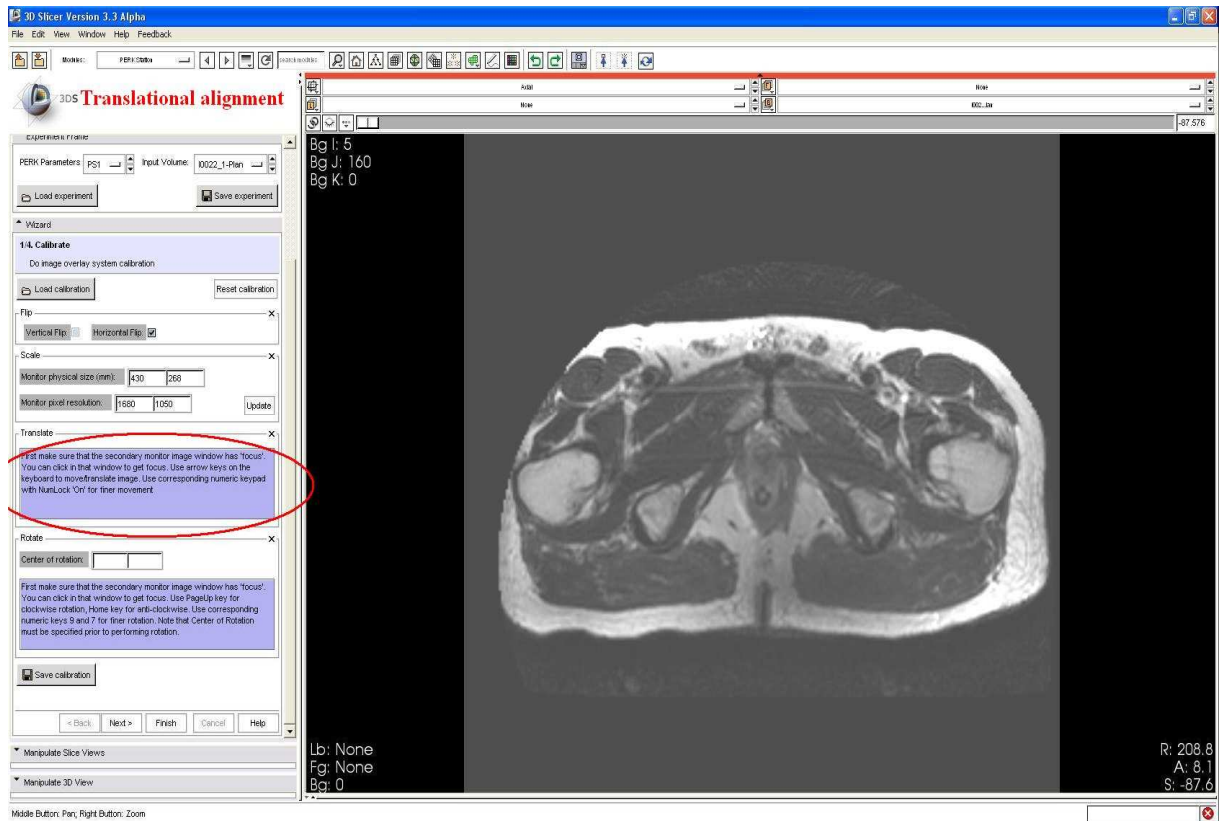 3D Slicer Version 3.3 Alpha
File Edit View Window Help Feedback
Modules: PERK Station search modules
3DS Translational alignment
Axial None
None I002...lan
-87.576
Experiment Frame
PERK Parameters PS1 Input Volume: I0022_1-Plan
Load experiment Save experiment
Wizard
1/4. Calibrate
Do image overlay system calibration
Load calibration Reset calibration
Flip
Vertical Flip: Horizontal Flip:
Scale
Monitor physical size (mm): 430 268
Monitor pixel resolution: 1680 1050 Update
Translate
First make sure that the secondary monitor image window has 'focus'.
You can click in that window to get focus. Use arrow keys on the
keyboard to move/translate image. Use corresponding numeric keypad
with NumLock 'On' for finer movement
Rotate
Center of rotation:
First make sure that the secondary monitor image window has 'focus'.
You can click in that window to get focus. Use PageUp key for
clockwise rotation, Home key for anti-clockwise. Use corresponding
numeric keys 9 and 7 for finer rotation. Note that Center of Rotation
must be specified prior to performing rotation.
Save calibration
< Back Next > Finish Cancel Help
Manipulate Slice Views
Manipulate 3D View
Middle Button: Pan; Right Button: Zoom
Bg I: 5
Bg J: 160
Bg K: 0
Lb: None
Fg: None
Bg: 0
R: 208.8
A: 8.1
S: -87.6